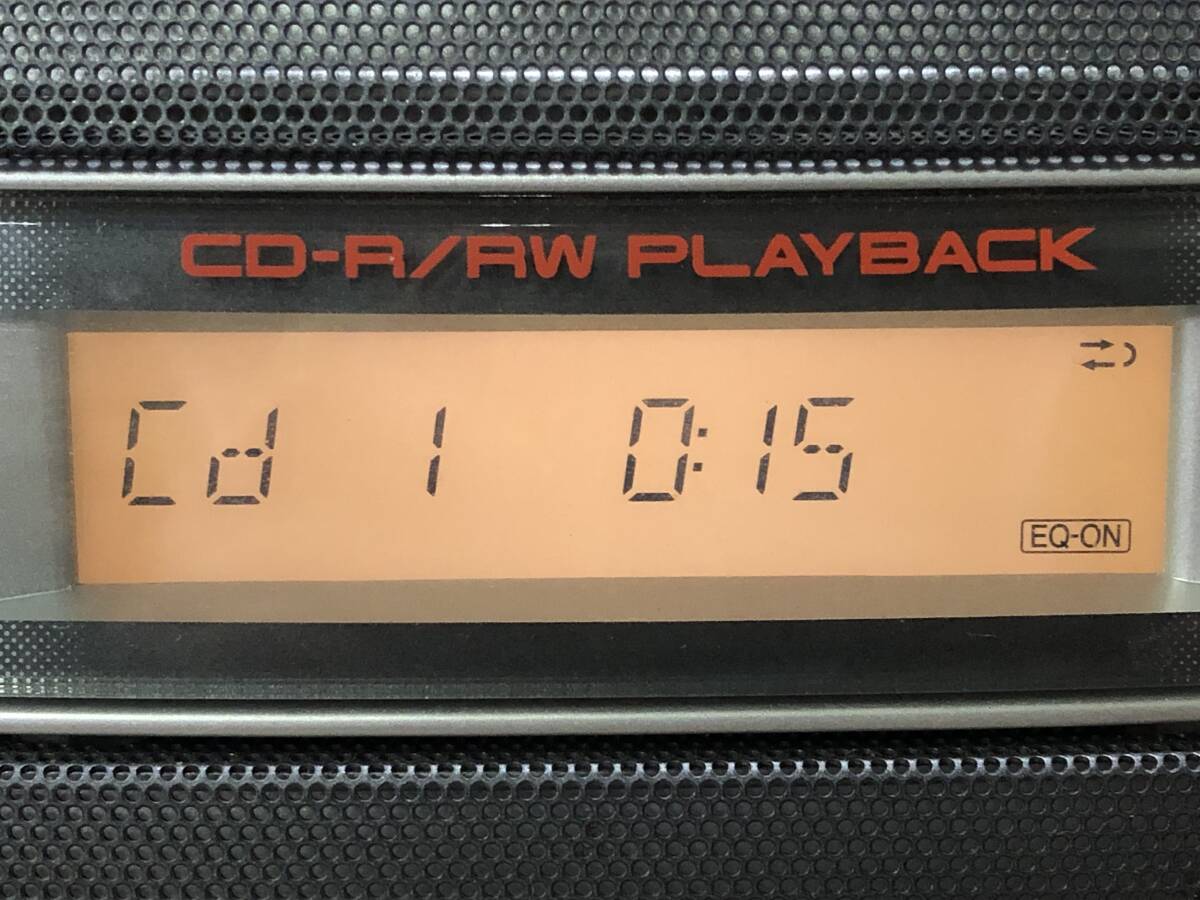 CD-R/RW PLAYBACK
Cd 1 0:15
EQ-ON